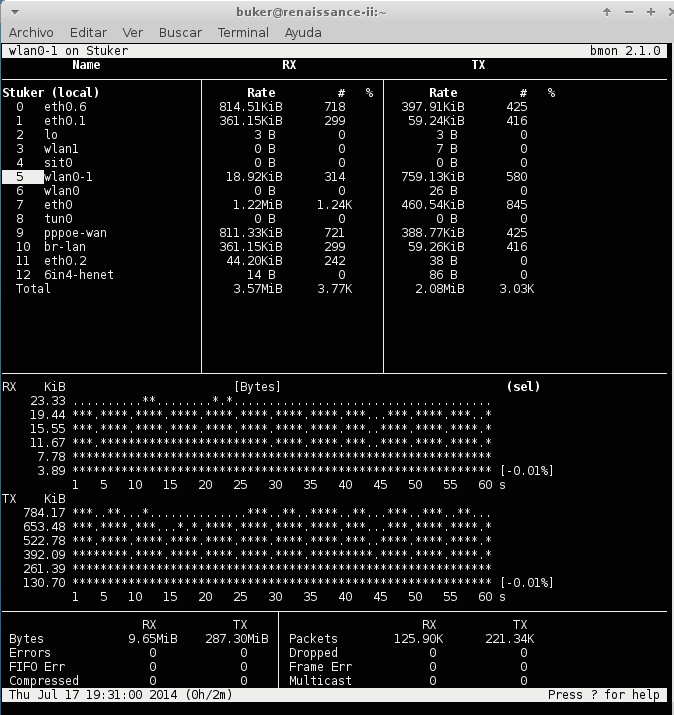 buker@renaissance-ii:~
Archivo Editar Ver Buscar Terminal Ayuda
wlan0-1 on Stuker bmon 2.1.0
Name RX TX
Stuker (local) Rate # % Rate # %
0 eth0.6 814.51KiB 718 397.91KiB 425
1 eth0.1 361.15KiB 299 59.24KiB 416
2 lo 3 B 0 3 B 0
3 wlan1 0 B 0 7 B 0
4 sit0 0 B 0 0 B 0
5 wlan0-1 18.92KiB 314 759.13KiB 580
6 wlan0 0 B 0 26 B 0
7 eth0 1.22MiB 1.24K 460.54KiB 845
8 tun0 0 B 0 0 B 0
9 pppoe-wan 811.33KiB 721 388.77KiB 425
10 br-lan 361.15KiB 299 59.26KiB 416
11 eth0.2 44.20KiB 242 38 B 0
12 6in4-henet 14 B 0 86 B 0
Total 3.57MiB 3.77K 2.08MiB 3.03K
RX KiB [Bytes] (sel)
23.33 ..........**........*.*.....................................
19.44 ***.****.****.****.****.****.****.****.***...***.****.***..*
15.55 ***.****.****.****.****.****.****.****.****.****.****.****.*
11.67 ***.****.****.****.****.****.****.****.***..****.****.****.*
7.78 ************************************************************
3.89 ************************************************************ [-0.01%]
1 5 10 15 20 25 30 35 40 45 50 55 60 s
TX KiB
784.17 ***..**...*..............***..**..****..***...***..***..**...
653.48 ***.****.***...*.*.****.****.****.****.***...***.****.****.*
522.78 ***.****.****.****.****.****.****.****.***..****.****.****.*
392.09 ***.****.****.****.****.****.****.*********.****.****.****.*
261.39 ************************************************************
130.70 ************************************************************ [-0.01%]
1 5 10 15 20 25 30 35 40 45 50 55 60 s
RX TX RX TX
Bytes 9.65MiB 287.30MiB Packets 125.90K 221.34K
Errors 0 0 Dropped 0 0
FIFO Err 0 0 Frame Err 0 0
Compressed 0 0 Multicast 0 0
Thu Jul 17 19:31:00 2014 (0h/2m) Press ? for help